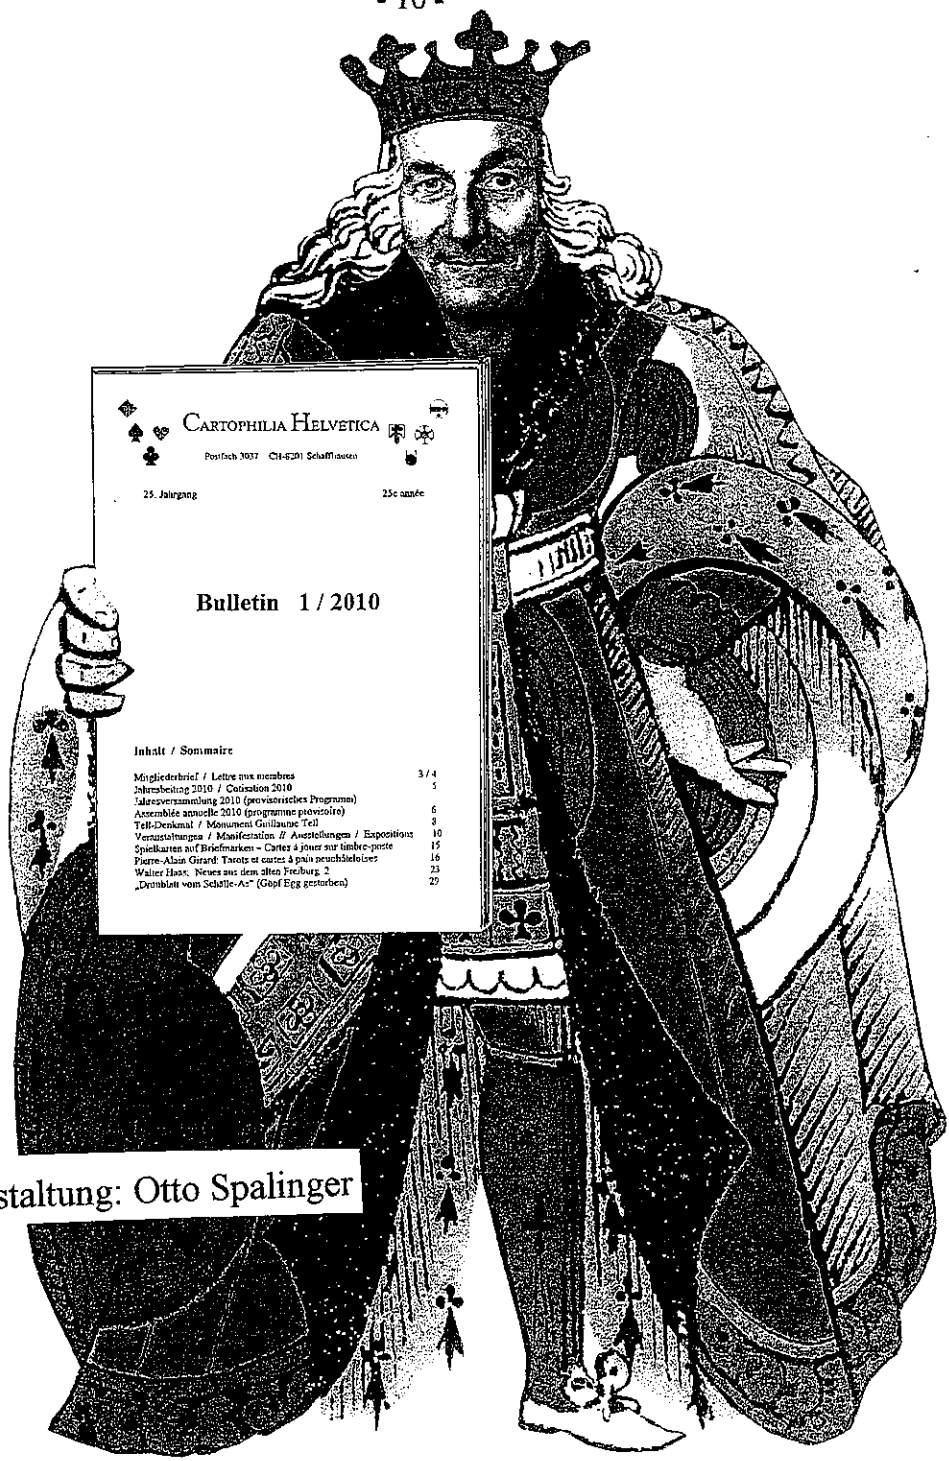 - 10 -
CARTOPHILIA HELVETICA
Postfach 3037 CH-8201 Schaffhausen
25. Jahrgang 25e année
Bulletin 1 / 2010
Inhalt / Sommaire
Mitgliederbrief / Lettre aux membres 3 / 4
Jahresbeitrag 2010 / Cotisation 2010 5
Jahresversammlung 2010 (provisorisches Programm)
Assemblée annuelle 2010 (programme provisoire) 6
Tell-Denkmal / Monument Guillaume Tell 8
Veranstaltungen / Manifestation // Ausstellungen / Expositions 10
Spielkarten auf Briefmarken – Cartes à jouer sur timbre-poste 15
Pierre-Alain Girard: Tarots et cartes à pain neuchâteloises 16
Walter Haas: Neues aus dem alten Freiburg 2 23
„Dronblatt vom Schälle-As“ (Göpf Egg gestorben) 29
staltung: Otto Spalinger